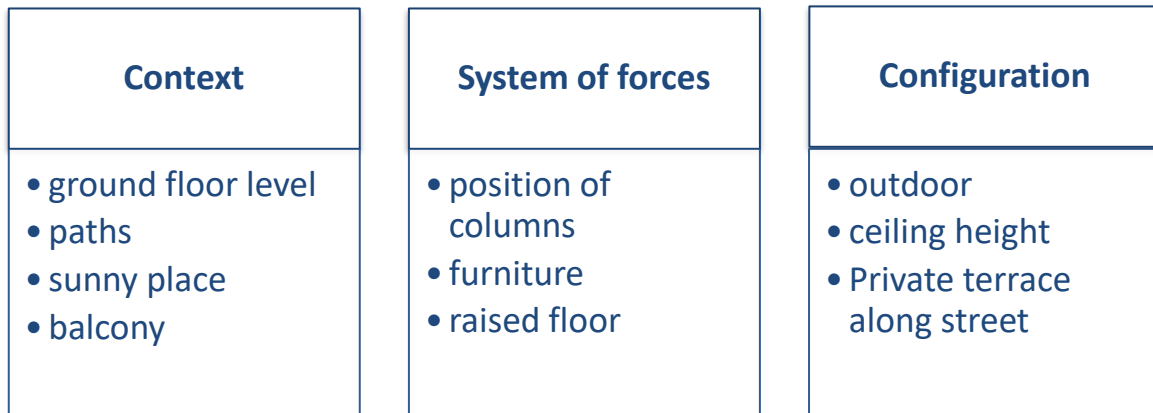 Context
• ground floor level
• paths
• sunny place
• balcony
System of forces
• position of
columns
• furniture
• raised floor
Configuration
• outdoor
• ceiling height
• Private terrace
along street